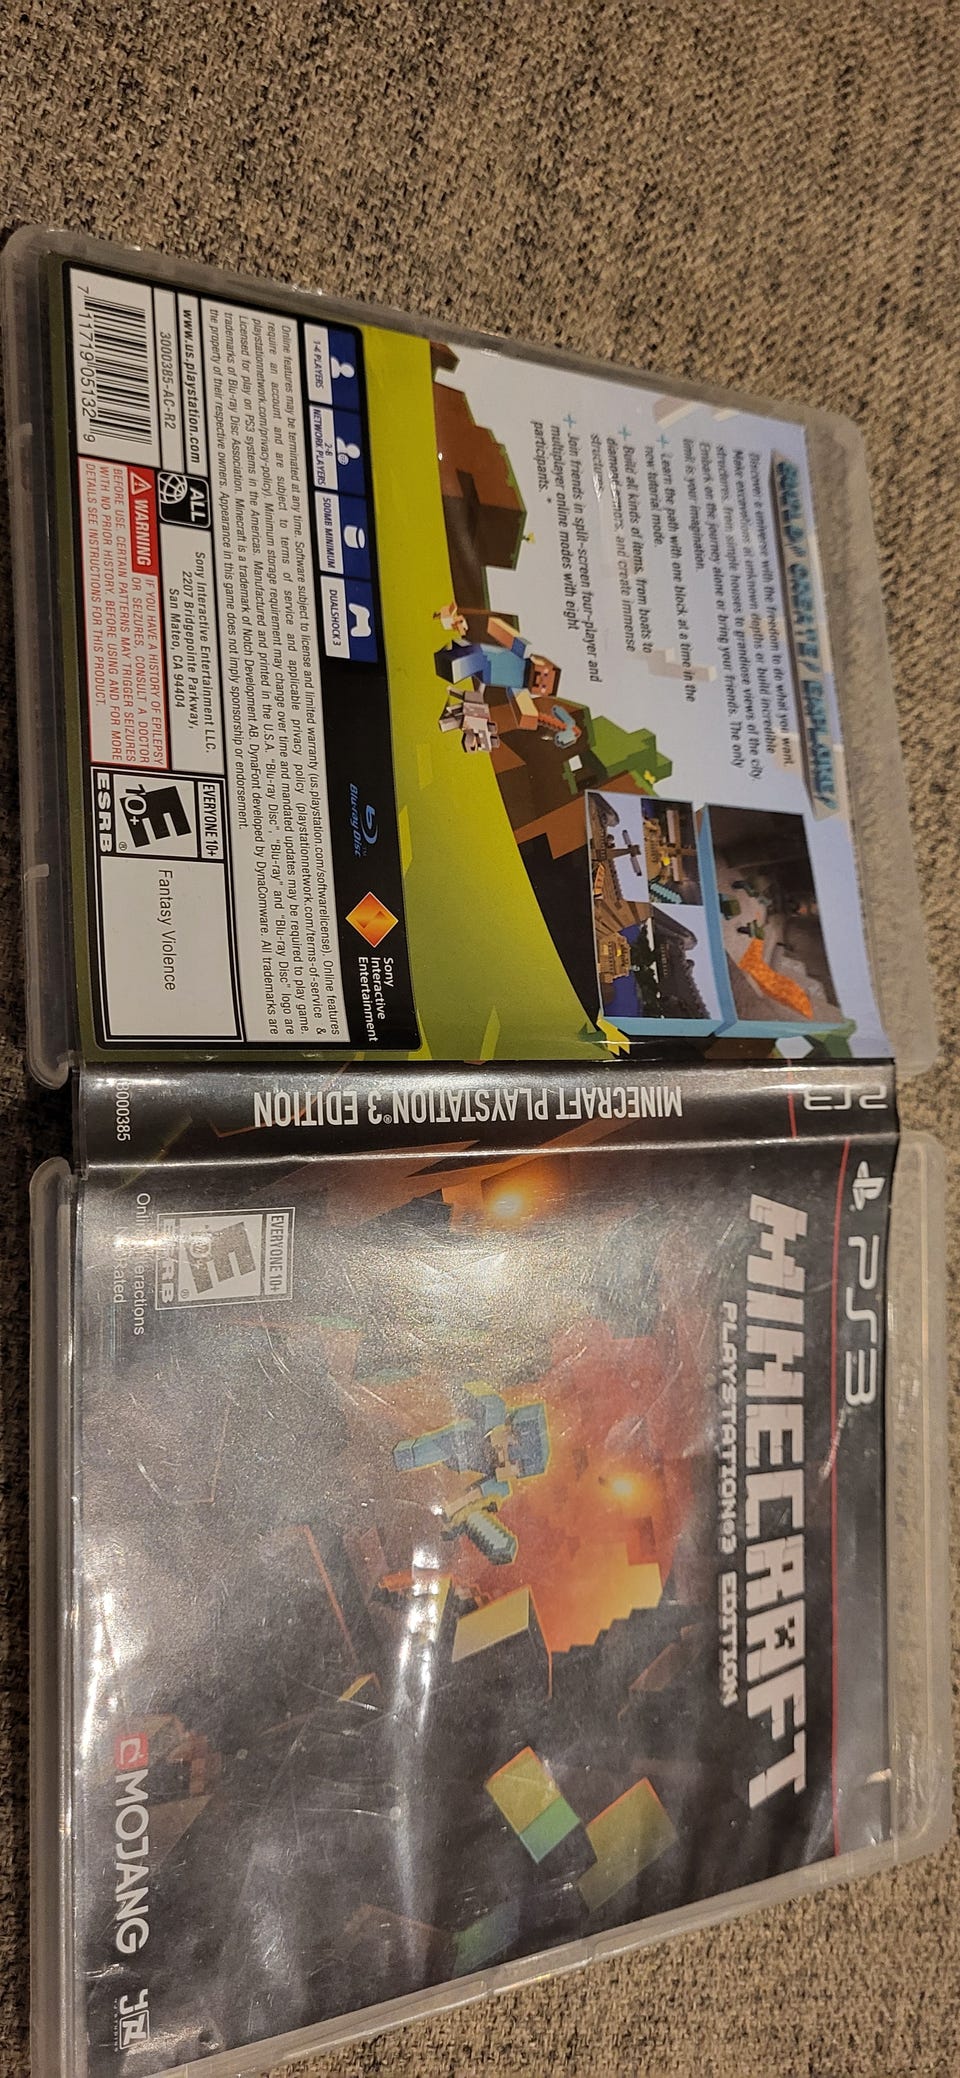 BUILD / CREATE / EXPLORE!
Discover a universe with the freedom to do what you want.
Make excavations at unknown depths or build incredible
structures, from simple houses to grandiose views of the city.
Embark on the journey alone or bring your friends. The only
limit is your imagination.
+ Learn the path with one block at a time in the
new tutorial mode.
+ Build all kinds of items, from boats to
diamond armors, and create immense
structures.
+ Join friends in split-screen four-player and
multiplayer online modes with eight
participants. *
1-4 PLAYERS
2-8
NETWORK PLAYERS
500MB MINIMUM
DUALSHOCK 3
Blu-ray Disc
TM
Sony
Interactive
Entertainment
Online features may be terminated at any time. Software subject to license and limited warranty (us.playstation.com/softwarelicense). Online features
require an account and are subject to terms of service and applicable privacy policy (playstationnetwork.com/terms-of-service &
playstationnetwork.com/privacy-policy). Minimum storage requirement may change over time and mandated updates may be required to play game.
Licensed for play on PS3 systems in the Americas. Manufactured and printed in the U.S.A. "Blu-ray Disc", "Blu-ray" and "Blu-ray Disc" logo are
trademarks of Blu-ray Disc Association. Minecraft is a trademark of Notch Development AB. DynaFont developed by DynaComware. All trademarks are
the property of their respective owners. Appearance in this game does not imply sponsorship or endorsement.
www.us.playstation.com
3000385-AC-R2
7 11719 05132 9
ALL
Sony Interactive Entertainment LLC.
2207 Bridgepointe Parkway,
San Mateo, CA 94404
WARNING IF YOU HAVE A HISTORY OF EPILEPSY
OR SEIZURES, CONSULT A DOCTOR
BEFORE USE. CERTAIN PATTERNS MAY TRIGGER SEIZURES
WITH NO PRIOR HISTORY. BEFORE USING AND FOR MORE
DETAILS SEE INSTRUCTIONS FOR THIS PRODUCT.
EVERYONE 10+
E
10+
®
ESRB
Fantasy Violence
PS3
MINECRAFT PLAYSTATION®3 EDITION
3000385
PS3
MINECRAFT
PLAYSTATION®3 EDITION
EVERYONE 10+
E
10+
®
ESRB
Online Interactions
Not Rated
MOJANG
4J
STUDIOS